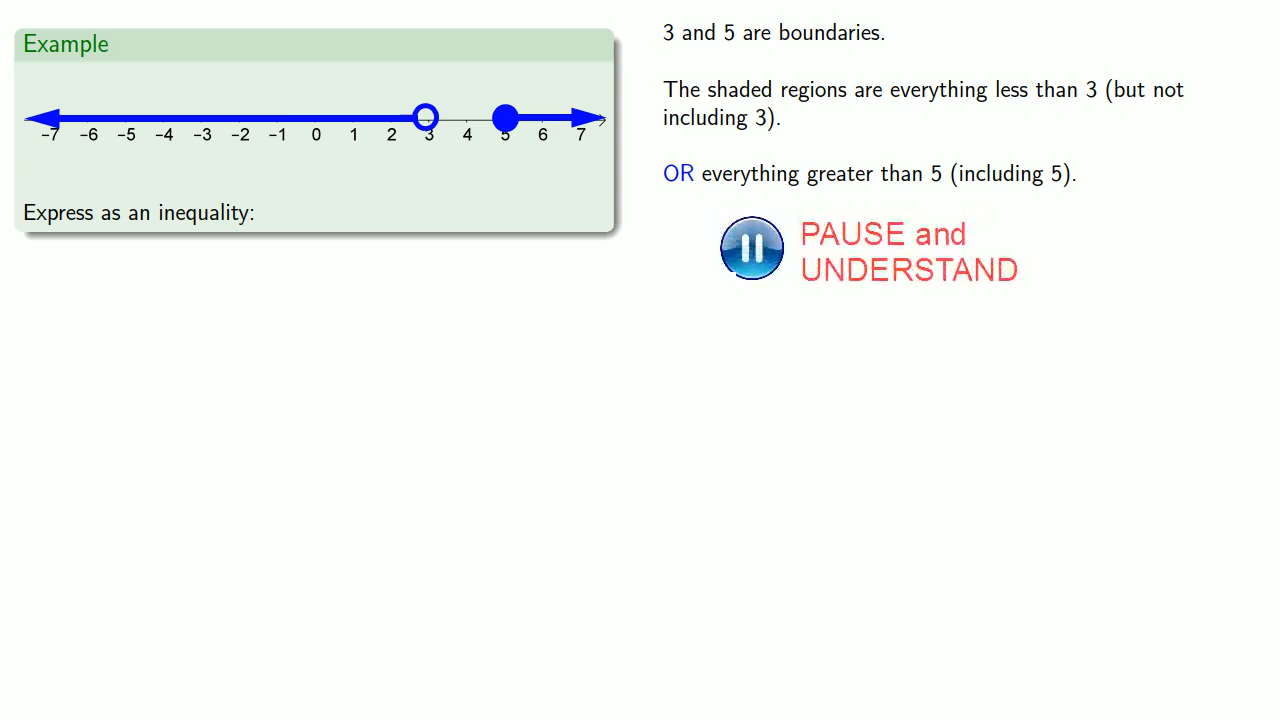 Example
−7 −6 −5 −4 −3 −2 −1 0 1 2 3 4 5 6 7
Express as an inequality:
3 and 5 are boundaries.
The shaded regions are everything less than 3 (but not
including 3).
OR everything greater than 5 (including 5).
PAUSE and
UNDERSTAND